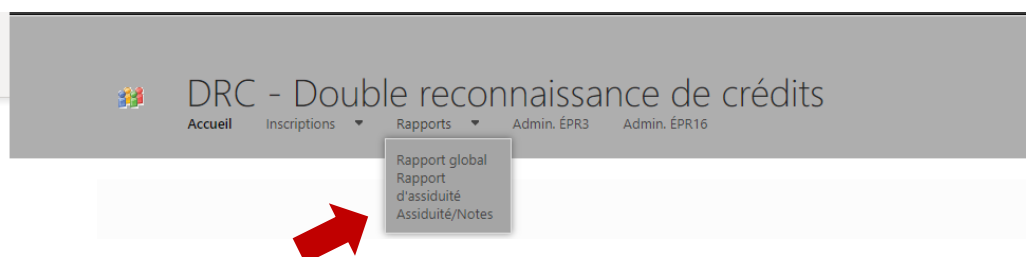 DRC - Double reconnaissance de crédits
Accueil Inscriptions Rapports Admin. ÉPR3 Admin. ÉPR16
Rapport global
Rapport
d'assiduité
Assiduité/Notes